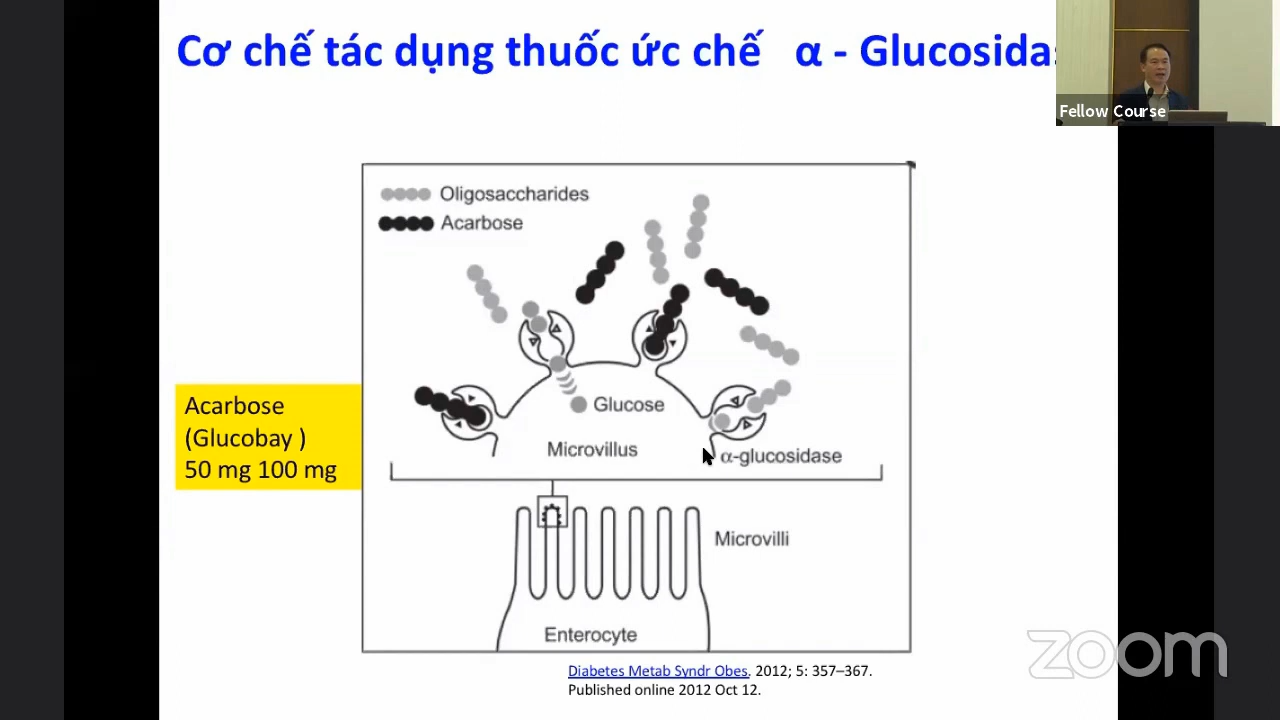 Cơ chế tác dụng thuốc ức chế α - Glucosida
Fellow Course
Oligosaccharides
Acarbose
Glucose
Microvillus
α-glucosidase
Acarbose
(Glucobay )
50 mg 100 mg
Microvilli
Enterocyte
Diabetes Metab Syndr Obes. 2012; 5: 357–367.
Published online 2012 Oct 12.
zoom